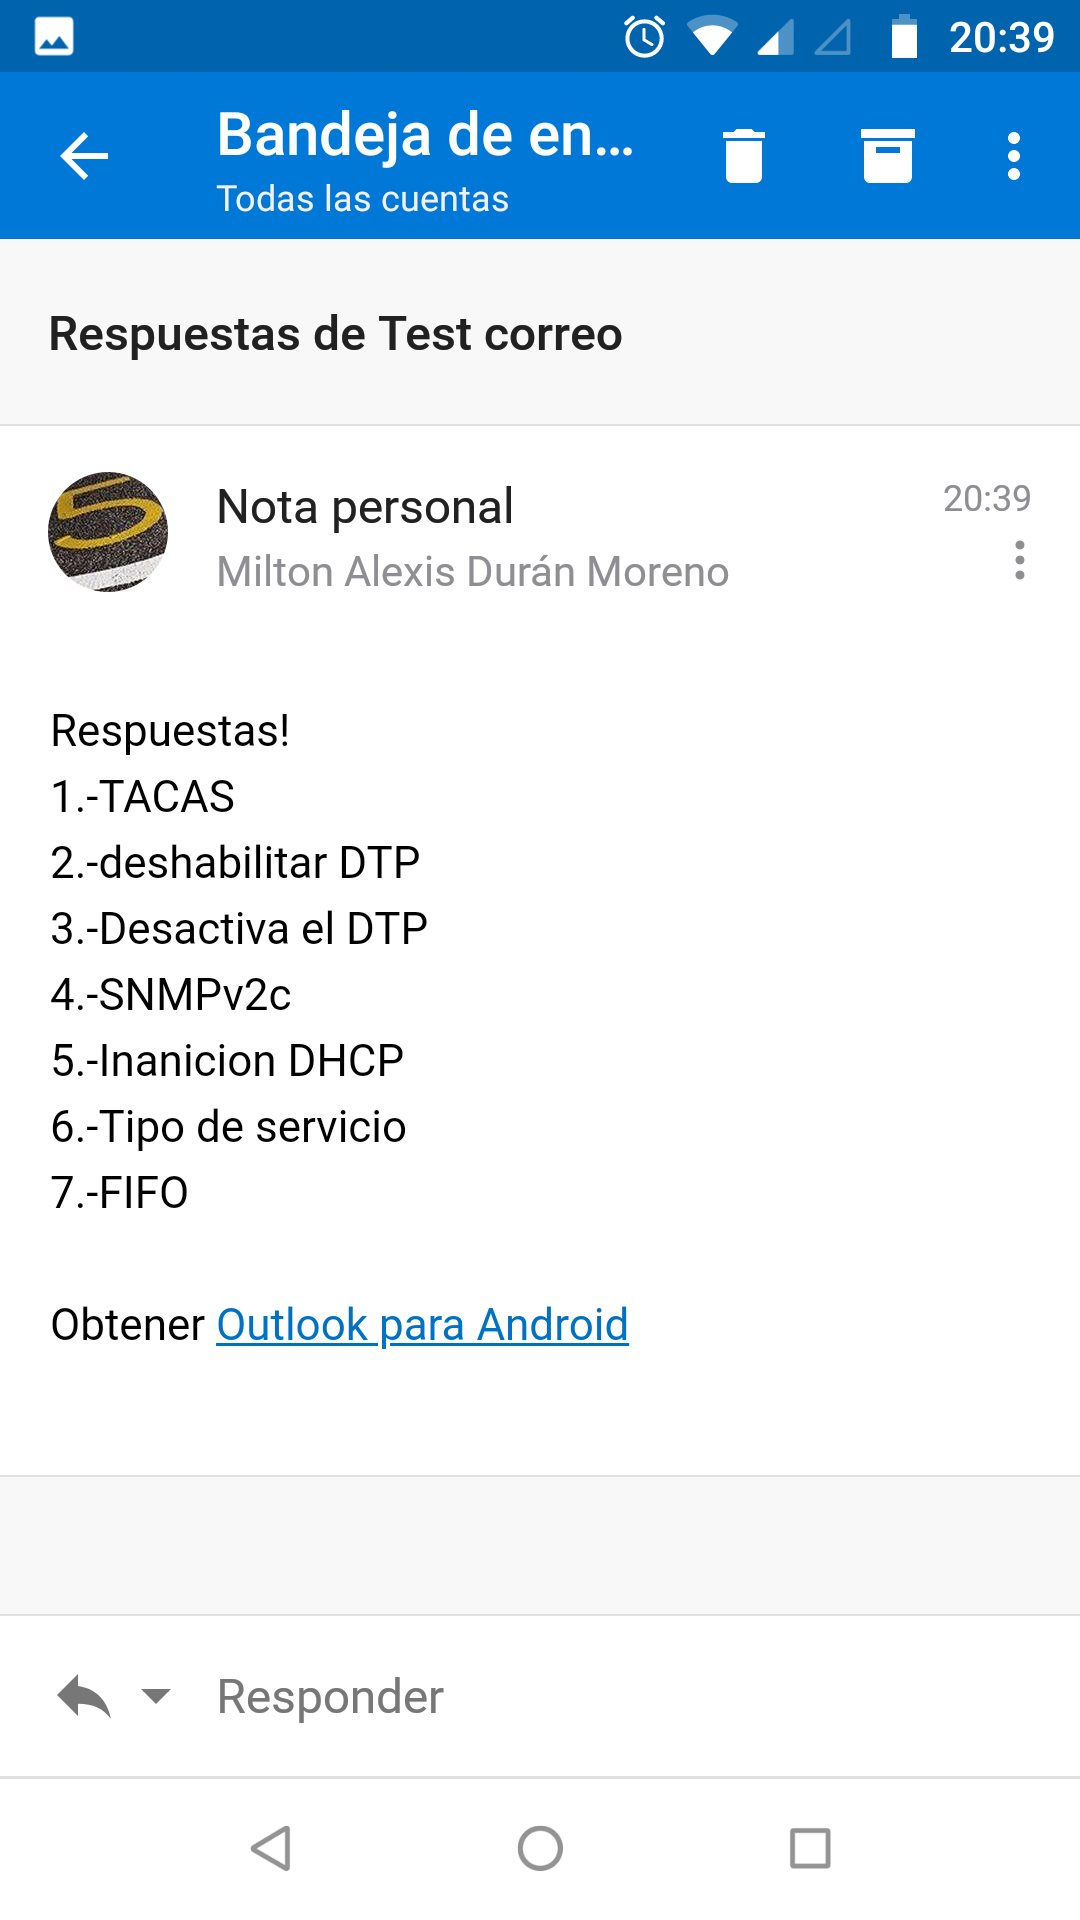 20:39
Bandeja de en...
Todas las cuentas
Respuestas de Test correo
Nota personal
20:39
Milton Alexis Durán Moreno
Respuestas!
1.-TACAS
2.-deshabilitar DTP
3.-Desactiva el DTP
4.-SNMPv2c
5.-Inanicion DHCP
6.-Tipo de servicio
7.-FIFO
Obtener Outlook para Android
Responder